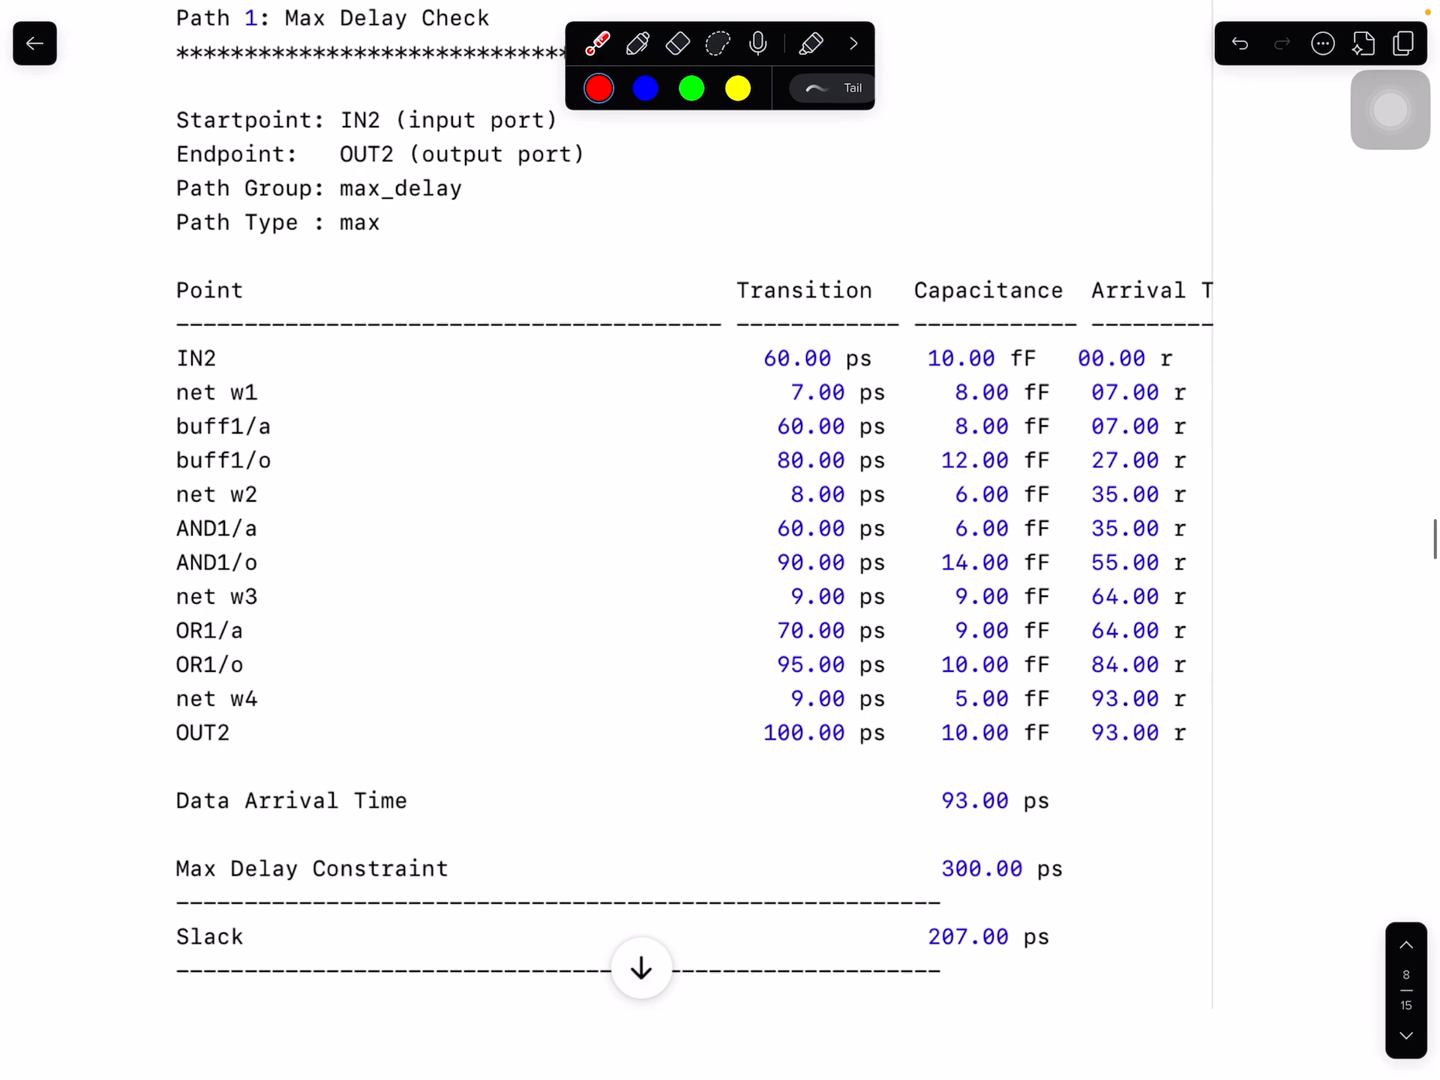 Path 1: Max Delay Check
*****************************
Tail
Startpoint: IN2 (input port)
Endpoint:   OUT2 (output port)
Path Group: max_delay
Path Type : max
Point Transition Capacitance Arrival T
---------------------------------------- ------------ ------------ ---------
IN2 60.00 ps 10.00 fF 00.00 r
net w1 7.00 ps 8.00 fF 07.00 r
buff1/a 60.00 ps 8.00 fF 07.00 r
buff1/o 80.00 ps 12.00 fF 27.00 r
net w2 8.00 ps 6.00 fF 35.00 r
AND1/a 60.00 ps 6.00 fF 35.00 r
AND1/o 90.00 ps 14.00 fF 55.00 r
net w3 9.00 ps 9.00 fF 64.00 r
OR1/a 70.00 ps 9.00 fF 64.00 r
OR1/o 95.00 ps 10.00 fF 84.00 r
net w4 9.00 ps 5.00 fF 93.00 r
OUT2 100.00 ps 10.00 fF 93.00 r
Data Arrival Time 93.00 ps
Max Delay Constraint 300.00 ps
--------------------------------------------------------
Slack 207.00 ps
--------------------------------------------------------
8
15